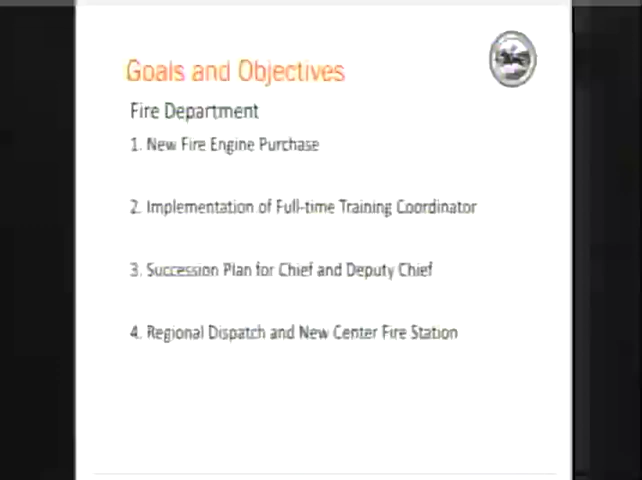 Goals and Objectives
Fire Department
1. New Fire Engine Purchase
2. Implementation of Full-time Training Coordinator
3. Succession Plan for Chief and Deputy Chief
4. Regional Dispatch and New Center Fire Station